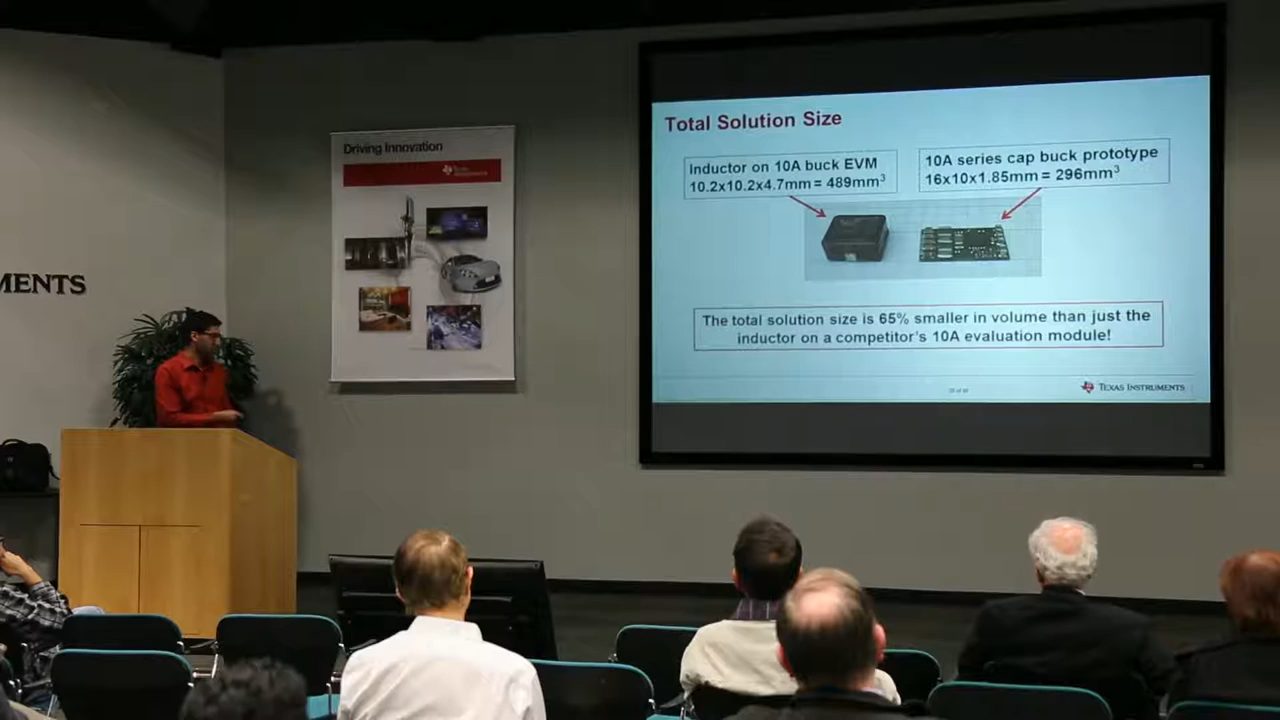 MENTS
Driving Innovation
Total Solution Size
Inductor on 10A buck EVM
10.2x10.2x4.7mm = 489mm³
10A series cap buck prototype
16x10x1.85mm = 296mm³
The total solution size is 65% smaller in volume than just the
inductor on a competitor's 10A evaluation module!
TEXAS INSTRUMENTS